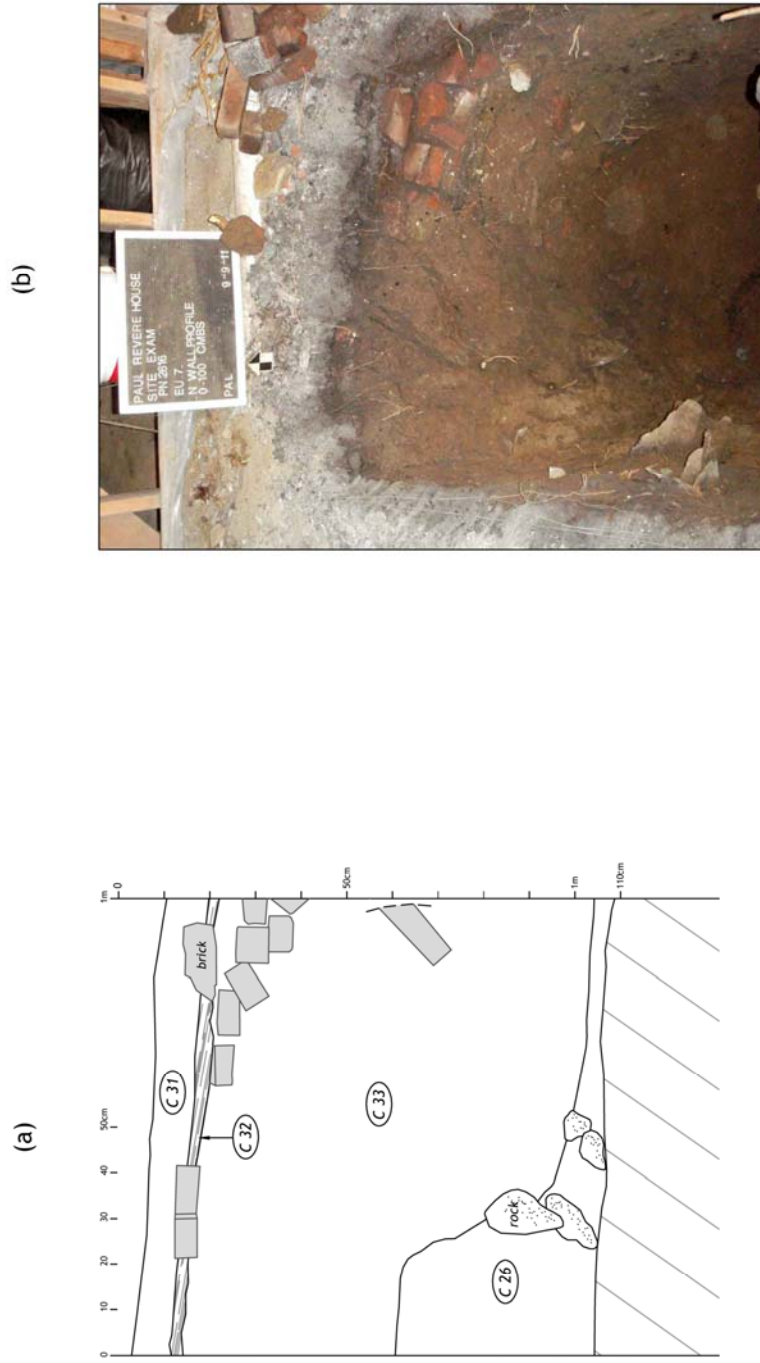 (a)
0
10
20
30
40
50cm
1m
0
50cm
1m
110cm
C 31
brick
C 32
C 33
rock
C 26
(b)
PAUL REVERE HOUSE
SITE EXAM
PN 2616
EU 7
N WALL PROFILE
0-100 CMBS
PAL 9-9-11